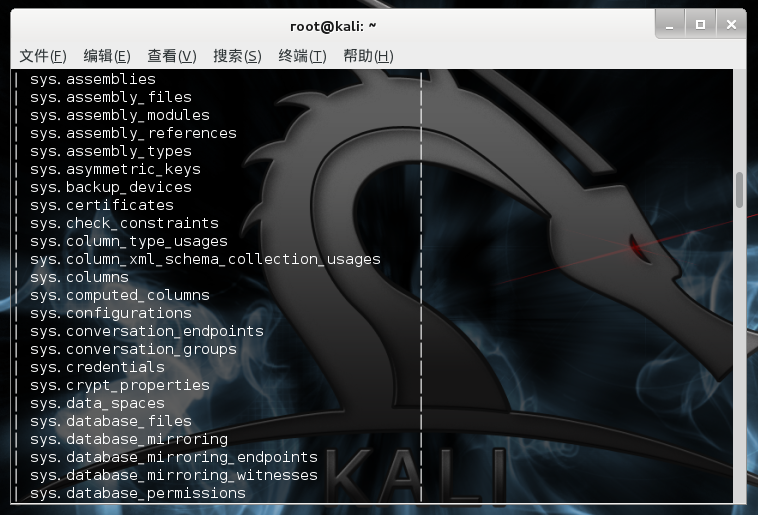 root@kali: ~
文件(F) 编辑(E) 查看(V) 搜索(S) 终端(T) 帮助(H)
| sys.assemblies |
| sys.assembly_files |
| sys.assembly_modules |
| sys.assembly_references |
| sys.assembly_types |
| sys.asymmetric_keys |
| sys.backup_devices |
| sys.certificates |
| sys.check_constraints |
| sys.column_type_usages |
| sys.column_xml_schema_collection_usages |
| sys.columns |
| sys.computed_columns |
| sys.configurations |
| sys.conversation_endpoints |
| sys.conversation_groups |
| sys.credentials |
| sys.crypt_properties |
| sys.data_spaces |
| sys.database_files |
| sys.database_mirroring |
| sys.database_mirroring_endpoints |
| sys.database_mirroring_witnesses |
| sys.database_permissions |
KALI